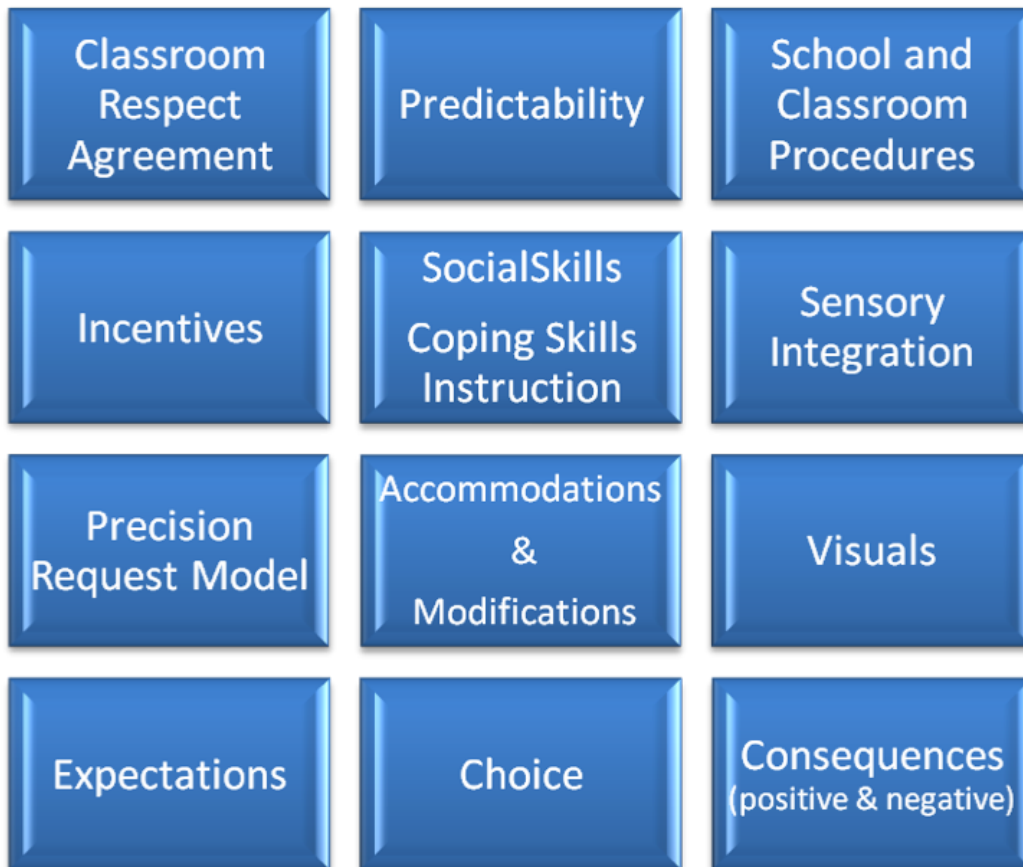 Classroom
Respect
Agreement
Predictability
School and
Classroom
Procedures
Incentives
SocialSkills
Coping Skills
Instruction
Sensory
Integration
Precision
Request Model
Accommodations
&
Modifications
Visuals
Expectations
Choice
Consequences
(positive & negative)